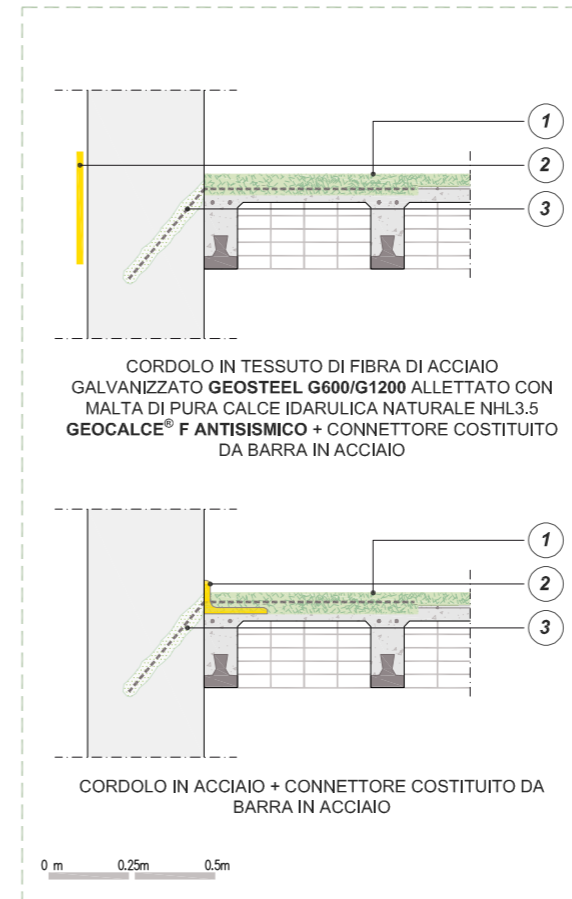 1
2
3
CORDOLO IN TESSUTO DI FIBRA DI ACCIAIO
GALVANIZZATO GEOSTEEL G600/G1200 ALLETTATO CON
MALTA DI PURA CALCE IDARULICA NATURALE NHL3.5
GEOCALCE® F ANTISISMICO + CONNETTORE COSTITUITO
DA BARRA IN ACCIAIO
1
2
3
CORDOLO IN ACCIAIO + CONNETTORE COSTITUITO DA
BARRA IN ACCIAIO
0 m 0.25m 0.5m